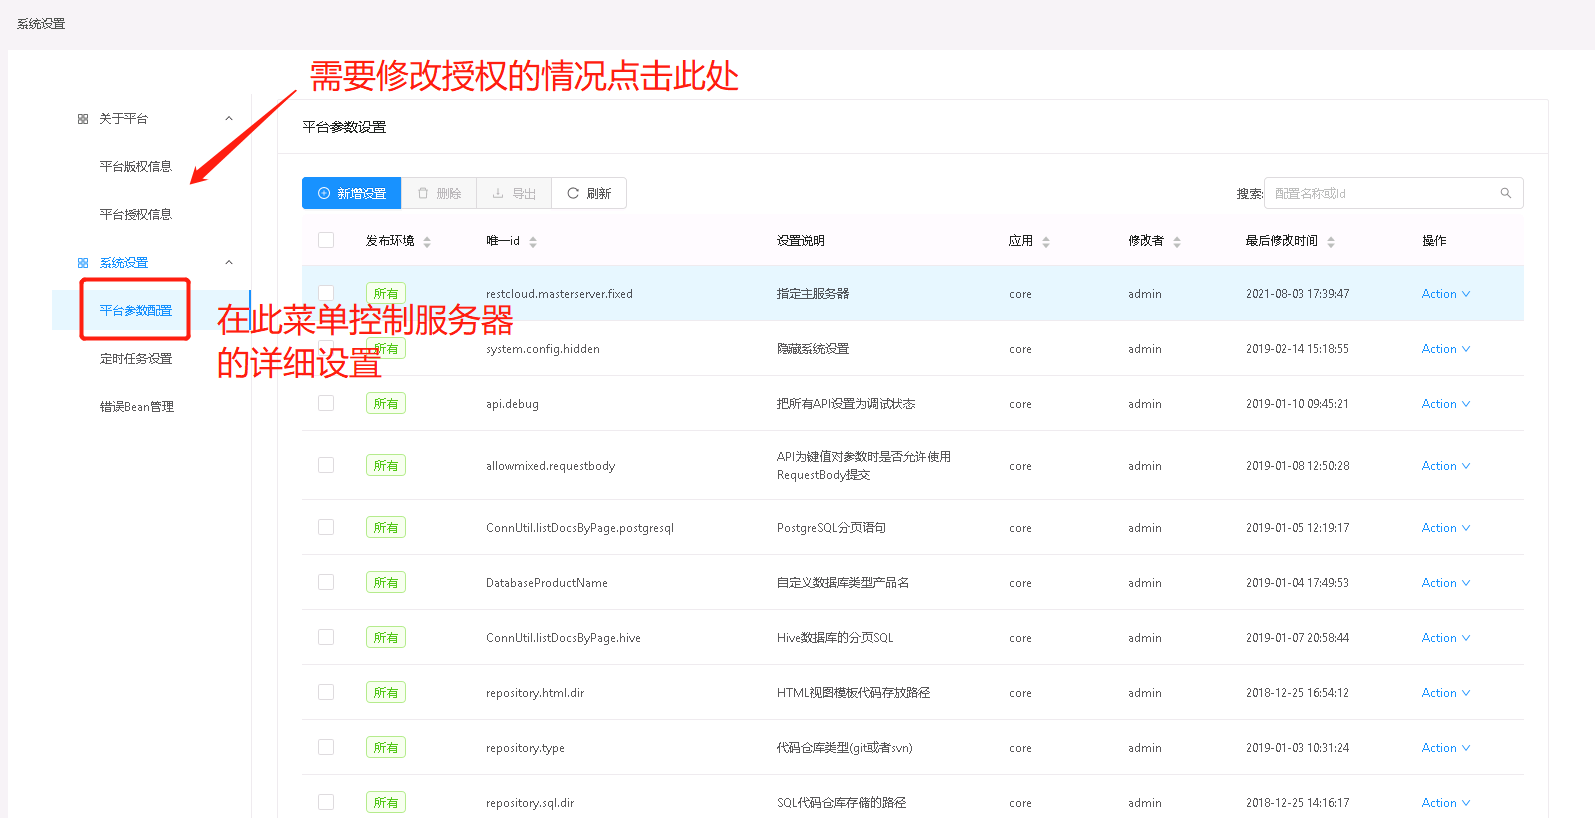 系统设置
需要修改授权的情况点击此处
关于平台
平台版权信息
平台授权信息
系统设置
平台参数配置
定时任务设置
错误Bean管理
在此菜单控制服务器
的详细设置
平台参数设置
新增设置 删除 导出 刷新
搜索: 配置名称或Id
发布环境 唯一id 设置说明 应用 修改者 最后修改时间 操作
所有 restcloud.masterserver.fixed 指定主服务器 core admin 2021-08-03 17:39:47 Action
所有 system.config.hidden 隐藏系统设置 core admin 2019-02-14 15:18:55 Action
所有 api.debug 把所有API设置为调试状态 core admin 2019-01-10 09:45:21 Action
所有 allowmixed.requestbody API为键值对参数时是否允许使用 core admin 2019-01-08 12:50:28 Action
RequestBody提交
所有 ConnUtil.listDocsByPage.postgresql PostgreSQL分页语句 core admin 2019-01-05 12:19:17 Action
所有 DatabaseProductName 自定义数据库类型产品名 core admin 2019-01-04 17:49:53 Action
所有 ConnUtil.listDocsByPage.hive Hive数据库的分页SQL core admin 2019-01-07 20:58:44 Action
所有 repository.html.dir HTML视图模板代码存放路径 core admin 2018-12-25 16:54:12 Action
所有 repository.type 代码仓库类型(git或者svn) core admin 2019-01-03 10:31:24 Action
所有 repository.sql.dir SQL代码仓库存储的路径 core admin 2018-12-25 14:16:17 Action